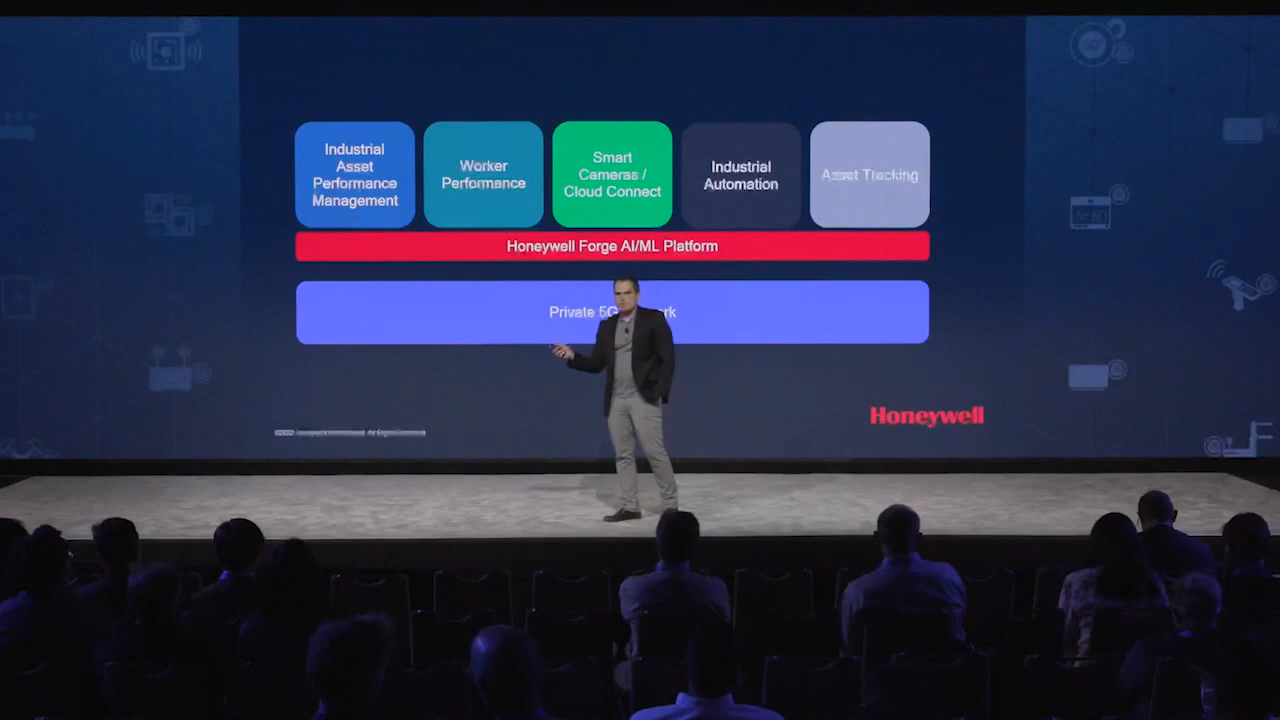 Industrial
Asset
Performance
Management
Worker
Performance
Smart
Cameras /
Cloud Connect
Industrial
Automation
Asset Tracking
Honeywell Forge AI/ML Platform
Private 5G
Honeywell